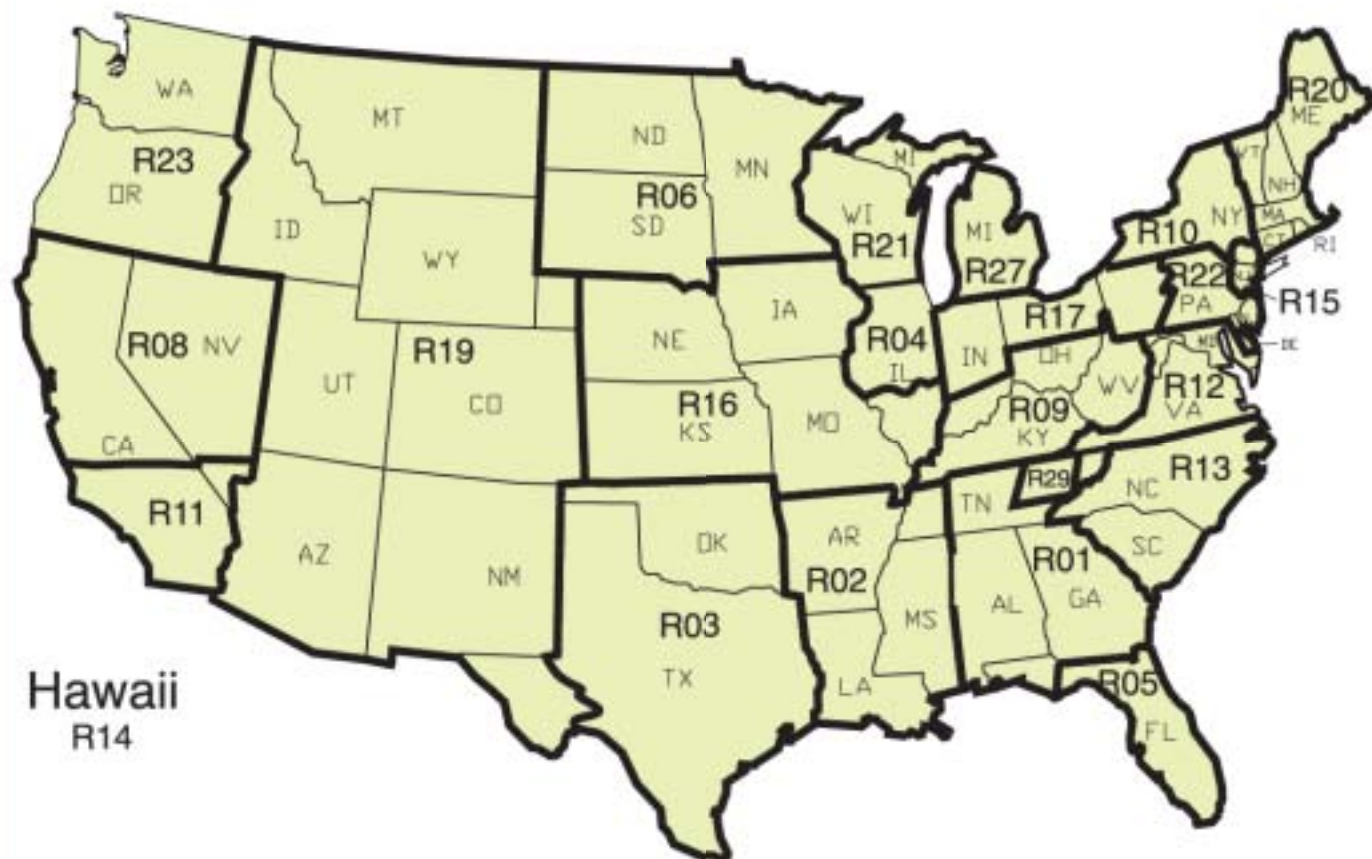 WA
R23
OR
MT
ID
WY
ND
R06
SD
MN
MI
WI
R21
MI
R27
R20
ME
VT
NH
MA
CT
RI
NY
R10
R22
PA
R15
DE
R08
NV
CA
R11
UT
R19
CO
AZ
NM
NE
R16
KS
IA
MO
R04
IL
IN
R17
OH
R09
KY
WV
MD
R12
VA
R13
NC
SC
R29
TN
R01
GA
AL
MS
AR
R02
LA
OK
R03
TX
R05
FL
Hawaii
R14